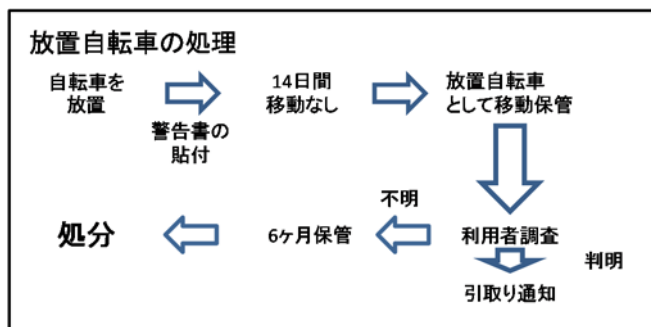 放置自転車の処理
自転車を
放置
警告書の
貼付
14日間
移動なし
放置自転車
として移動保管
利用者調査
判明
引取り通知
不明
6ヶ月保管
処分